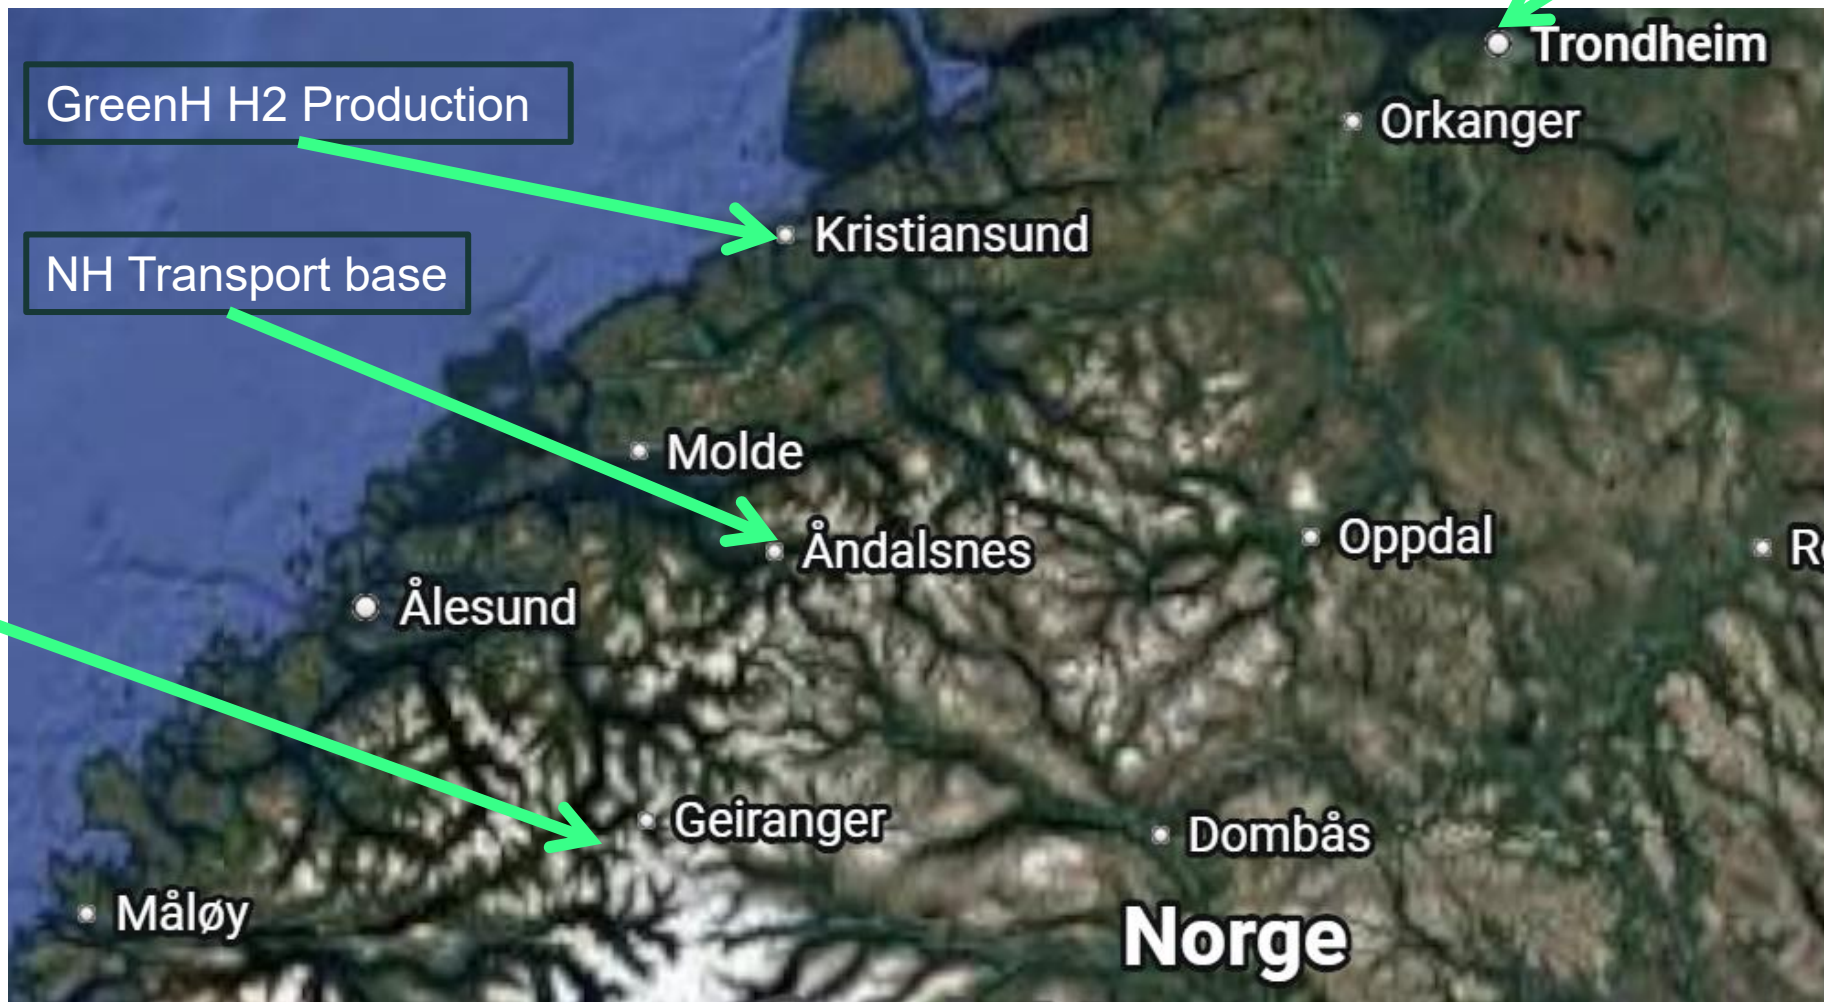 Trondheim
GreenH H2 Production
Orkanger
Kristiansund
NH Transport base
Molde
Åndalsnes
Oppdal
Ålesund
Geiranger
Dombås
Måløy
Norge